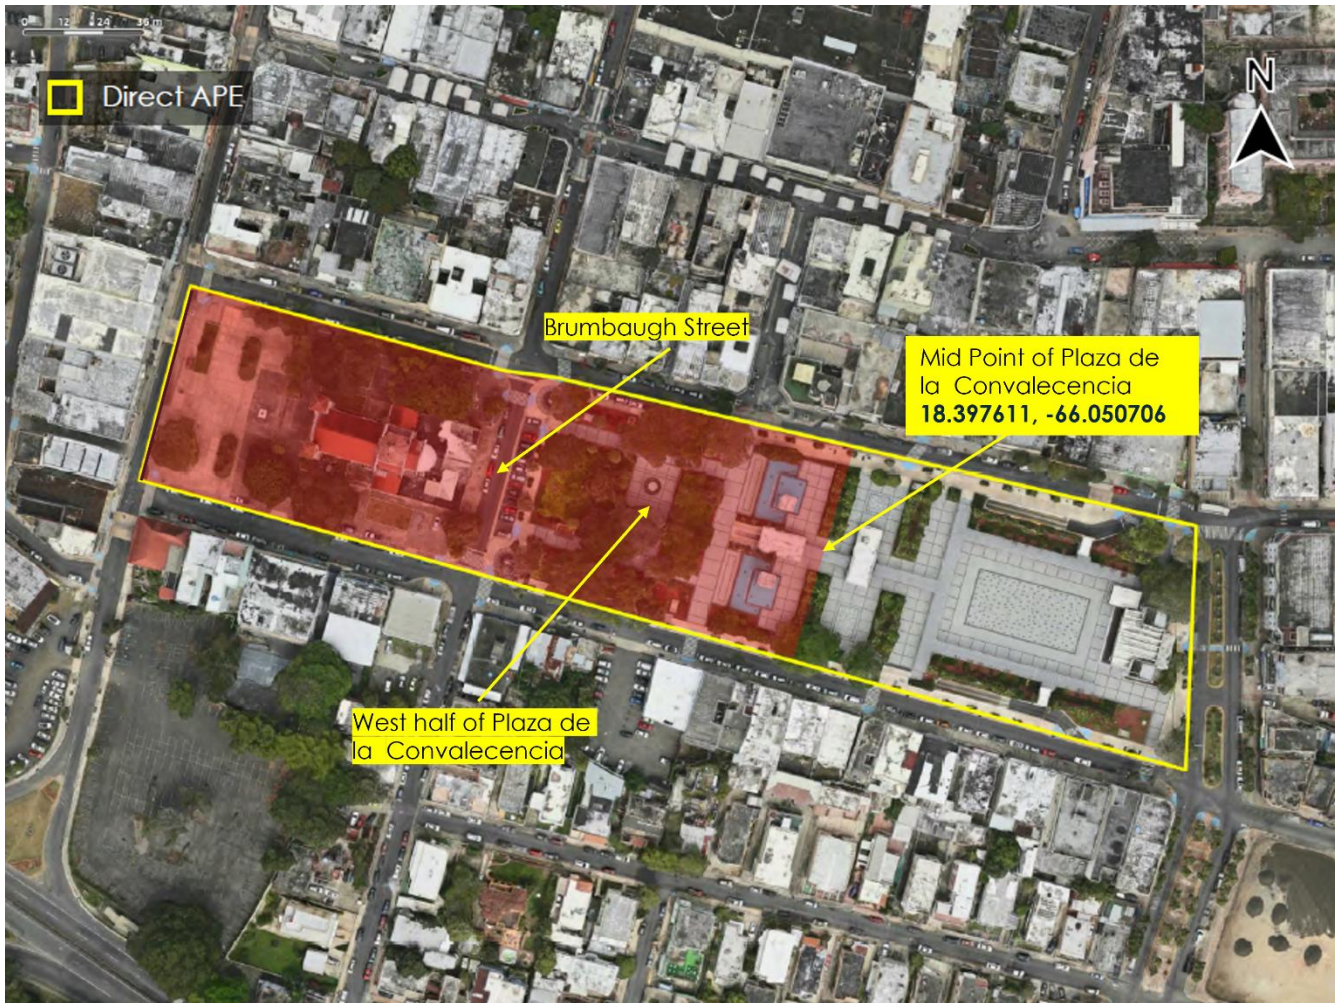 0 12 24 36 m
Direct APE
N
Brumbaugh Street
Mid Point of Plaza de
la Convalecencia
18.397611, -66.050706
West half of Plaza de
la Convalecencia